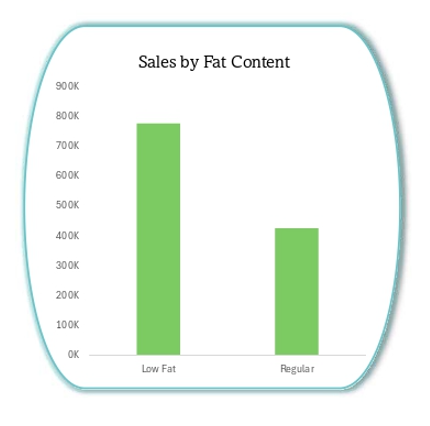 Sales by Fat Content
900K
800K
700K
600K
500K
400K
300K
200K
100K
0K
Low Fat
Regular